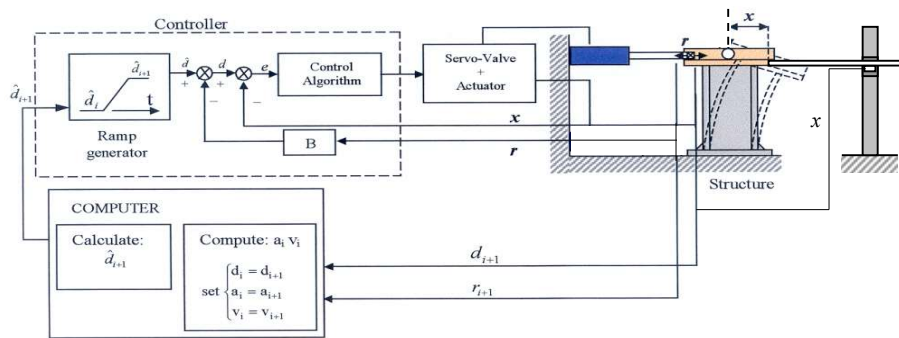 Controller
d̂ᵢ₊₁
d̂ᵢ
d̂ᵢ₊₁
t
Ramp
generator
d̂
+
−
d
+
−
e
Control
Algorithm
Servo-Valve
+
Actuator
B
x
r
r
x
x
Structure
COMPUTER
Calculate:
d̂ᵢ₊₁
Compute: aᵢ vᵢ
set { dᵢ = dᵢ₊₁
aᵢ = aᵢ₊₁
vᵢ = vᵢ₊₁
dᵢ₊₁
rᵢ₊₁